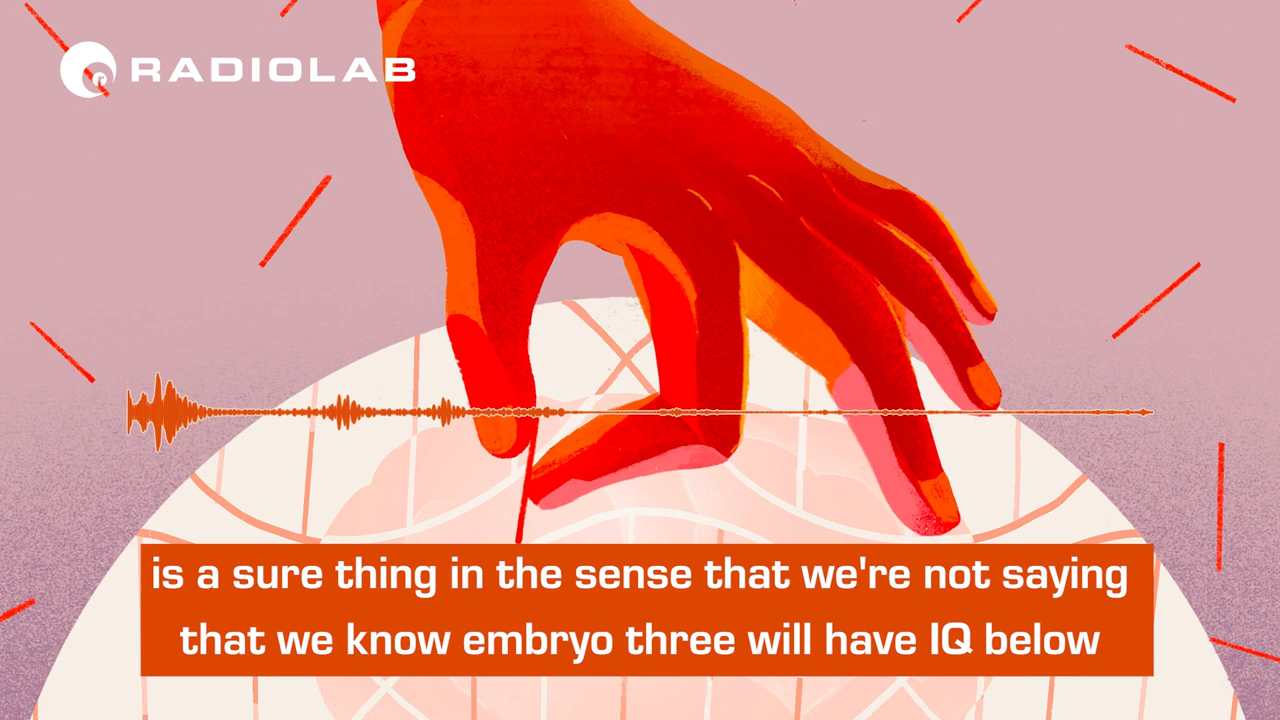 RADIOLAB
is a sure thing in the sense that we're not saying
that we know embryo three will have IQ below